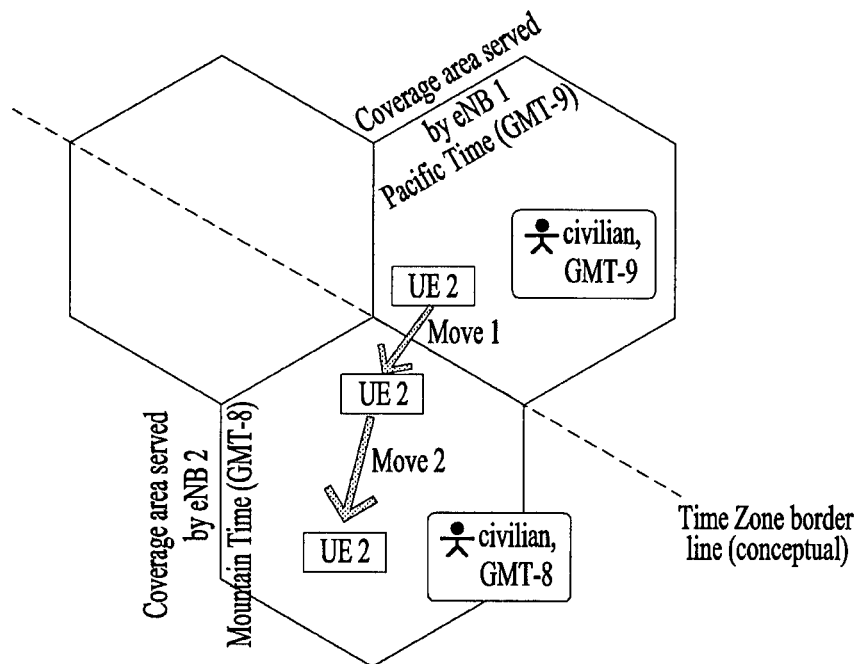 Coverage area served
by eNB 1
Pacific Time (GMT-9)
civilian,
GMT-9
UE 2
Move 1
UE 2
Move 2
UE 2
Coverage area served
by eNB 2
Mountain Time (GMT-8)
civilian,
GMT-8
Time Zone border
line (conceptual)